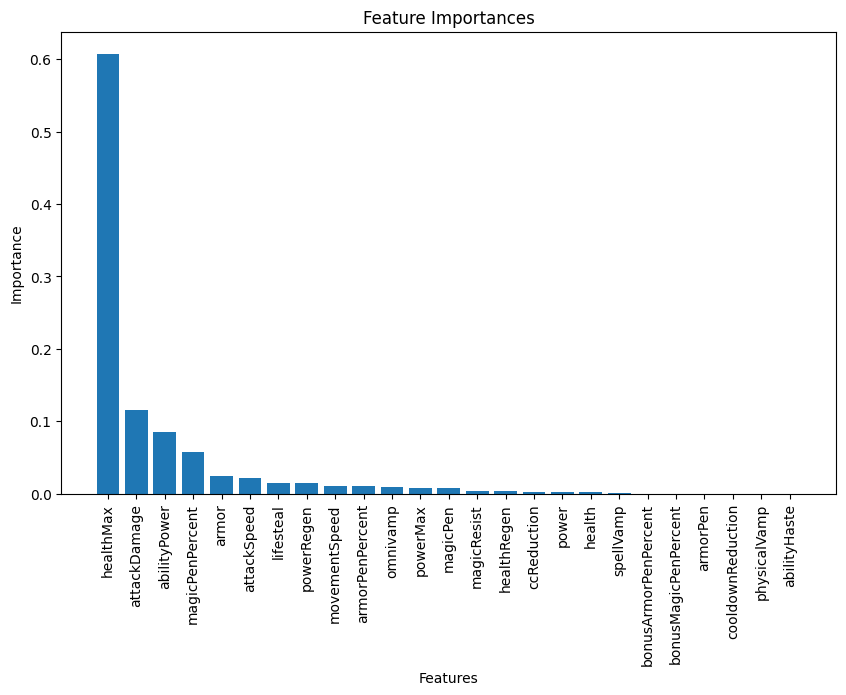 Feature Importances
Importance
0.6
0.5
0.4
0.3
0.2
0.1
0.0
healthMax
attackDamage
abilityPower
magicPenPercent
armor
attackSpeed
lifesteal
powerRegen
movementSpeed
armorPenPercent
omnivamp
powerMax
magicPen
magicResist
healthRegen
ccReduction
power
health
spellVamp
bonusArmorPenPercent
bonusMagicPenPercent
armorPen
cooldownReduction
physicalVamp
abilityHaste
Features